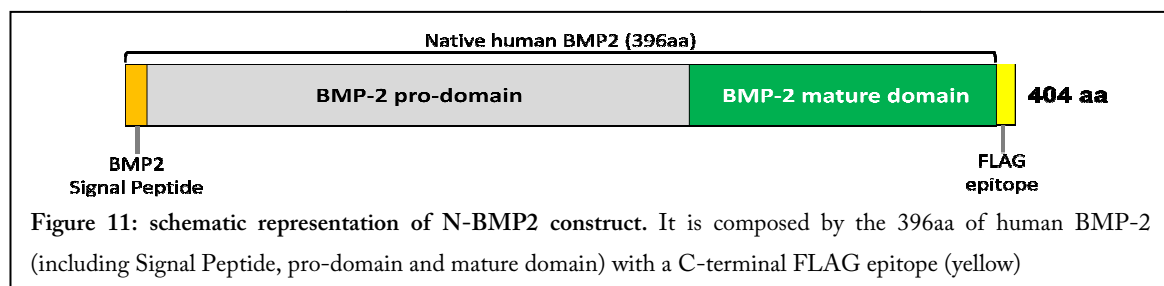 Native human BMP2 (396aa)
BMP-2 pro-domain
BMP-2 mature domain
404 aa
BMP2
Signal Peptide
FLAG
epitope
Figure 11: schematic representation of N-BMP2 construct. It is composed by the 396aa of human BMP-2
(including Signal Peptide, pro-domain and mature domain) with a C-terminal FLAG epitope (yellow)